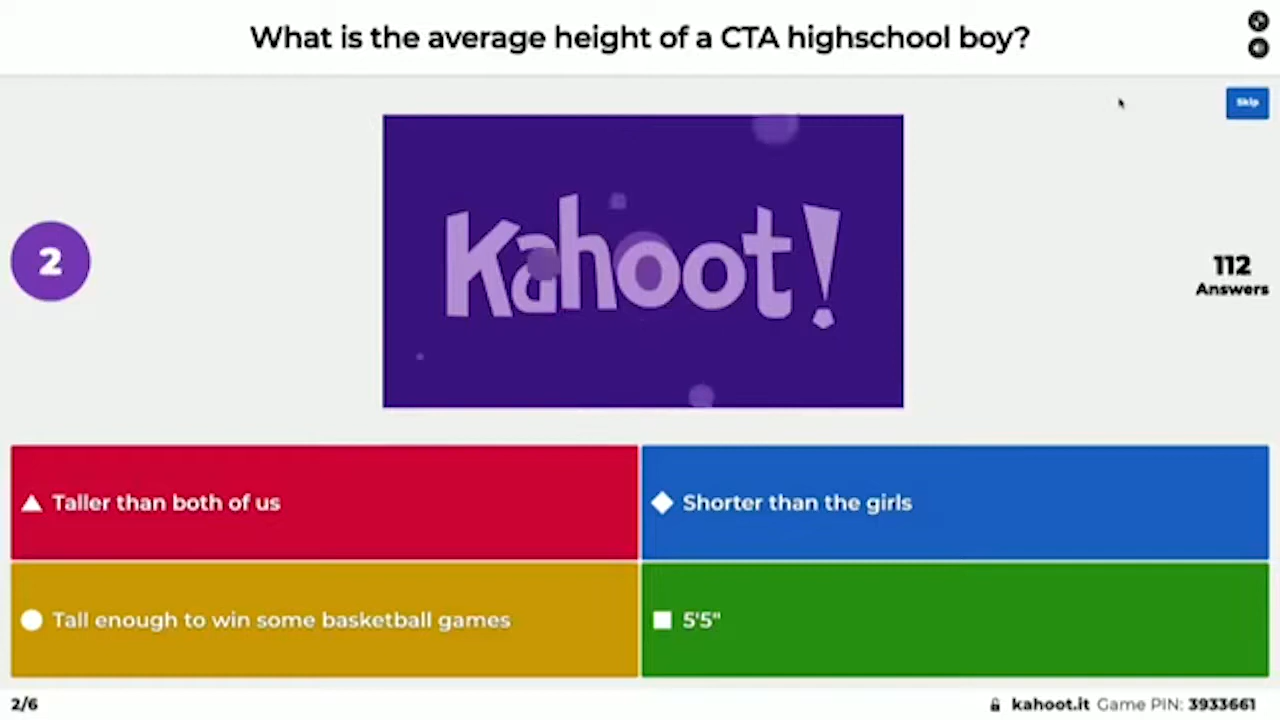 What is the average height of a CTA highschool boy?
Skip
Kahoot!
2
112
Answers
Taller than both of us
Shorter than the girls
Tall enough to win some basketball games
5'5"
2/6
kahoot.it Game PIN: 3933661